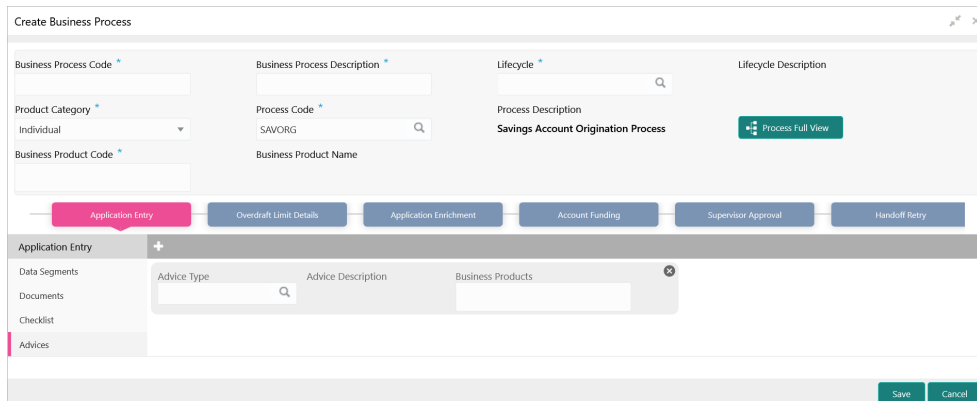 Create Business Process
Business Process Code *
Business Process Description *
Lifecycle *
Lifecycle Description
Product Category *
Process Code *
Process Description
Individual
SAVORG
Savings Account Origination Process
Process Full View
Business Product Code *
Business Product Name
Application Entry
Overdraft Limit Details
Application Enrichment
Account Funding
Supervisor Approval
Handoff Retry
Application Entry
Data Segments
Documents
Checklist
Advices
Advice Type
Advice Description
Business Products
Save
Cancel